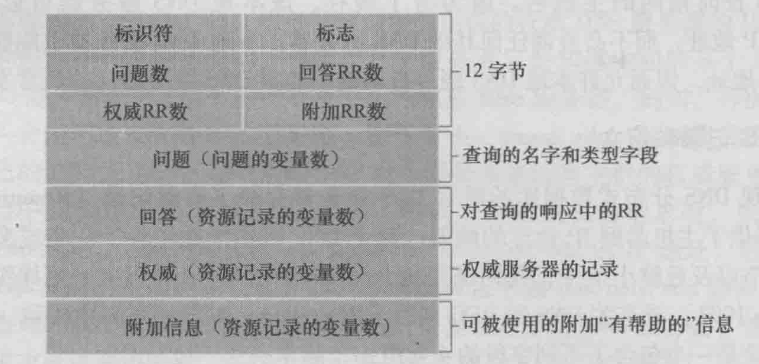 标识符 标志
问题数 回答RR数 12字节
权威RR数 附加RR数
问题（问题的变量数） 查询的名字和类型字段
回答（资源记录的变量数） 对查询的响应中的RR
权威（资源记录的变量数） 权威服务器的记录
附加信息（资源记录的变量数） 可被使用的附加“有帮助的”信息